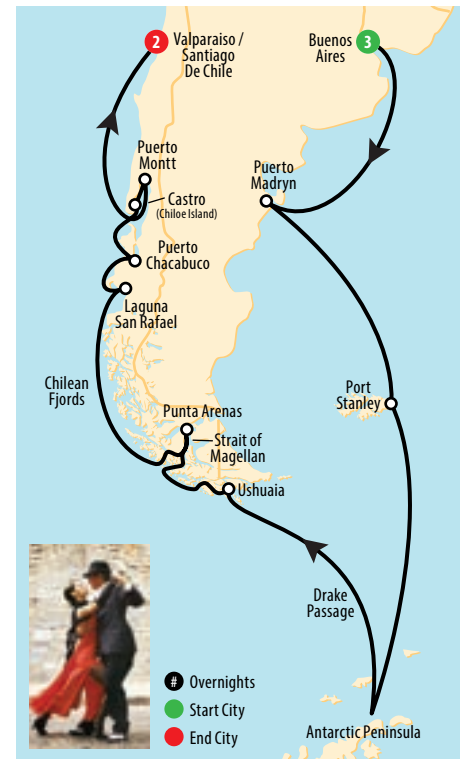 2
Valparaiso /
Santiago
De Chile
Buenos
Aires
3
Puerto
Montt
Castro
(Chiloe Island)
Puerto
Madryn
Puerto
Chacabuco
Laguna
San Rafael
Chilean
Fjords
Port
Stanley
Punta Arenas
Strait of
Magellan
Ushuaia
Drake
Passage
# Overnights
Start City
End City
Antarctic Peninsula